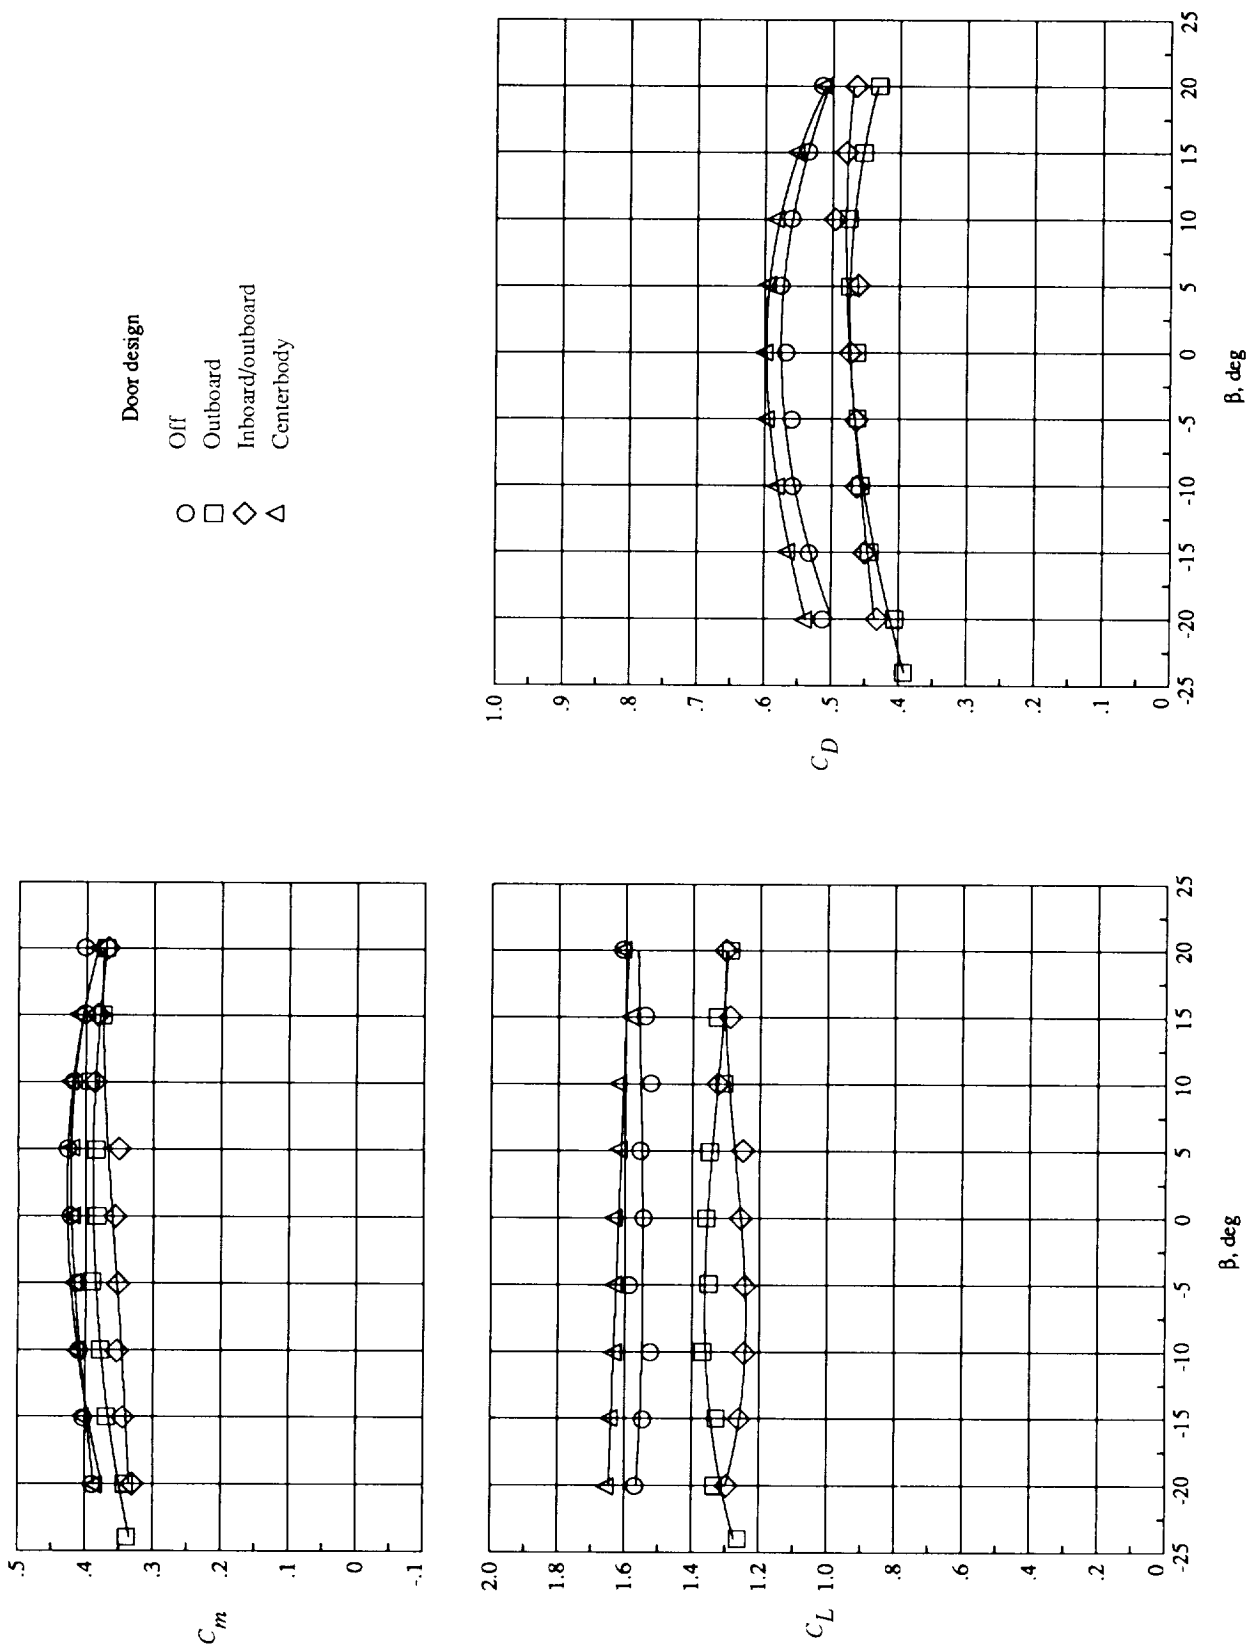 C_m
.5
.4
.3
.2
.1
0
-.1
Door design
Off
Outboard
Inboard/outboard
Centerbody
C_L
2.0
1.8
1.6
1.4
1.2
1.0
.8
.6
.4
.2
0
-25 -20 -15 -10 -5 0 5 10 15 20 25
β, deg
C_D
1.0
.9
.8
.7
.6
.5
.4
.3
.2
.1
0
-25 -20 -15 -10 -5 0 5 10 15 20 25
β, deg